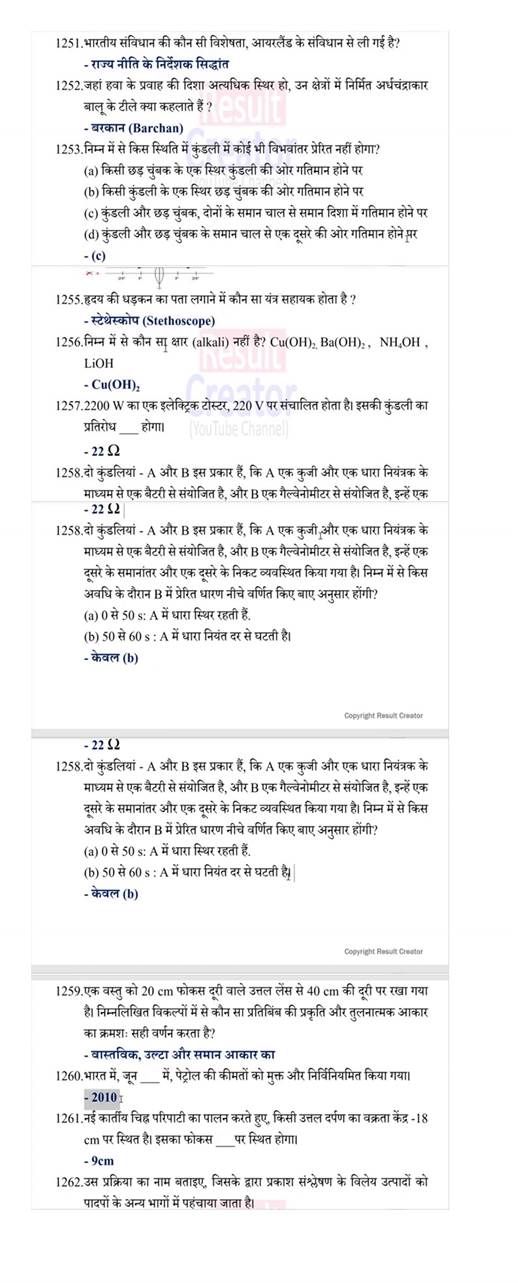 1251.भारतीय संविधान की कौन सी विशेषता, आयरलैंड के संविधान से ली गई है?
- राज्य नीति के निर्देशक सिद्धांत
1252.जहां हवा के प्रवाह की दिशा अत्यधिक स्थिर हो, उन क्षेत्रों में निर्मित अर्धचंद्राकार
बालू के टीले क्या कहलाते हैं ?
- बरकान (Barchan)
1253.निम्न में से किस स्थिति में कुंडली में कोई भी विभवांतर प्रेरित नहीं होगा?
(a) किसी छड़ चुंबक के एक स्थिर कुंडली की ओर गतिमान होने पर
(b) किसी कुंडली के एक स्थिर छड़ चुंबक की ओर गतिमान होने पर
(c) कुंडली और छड़ चुंबक, दोनों के समान चाल से समान दिशा में गतिमान होने पर
(d) कुंडली और छड़ चुंबक के समान चाल से एक दूसरे की ओर गतिमान होने पर
- (c)
1255.हृदय की धड़कन का पता लगाने में कौन सा यंत्र सहायक होता है ?
- स्टेथेस्कोप (Stethoscope)
1256.निम्न में से कौन सा क्षार (alkali) नहीं है? Cu(OH)₂, Ba(OH)₂ , NH₄OH ,
LiOH
- Cu(OH)₂
Result Creator
(YouTube Channel)
1257.2200 W का एक इलेक्ट्रिक टोस्टर, 220 V पर संचालित होता है। इसकी कुंडली का
प्रतिरोध ___ होगा।
- 22 Ω
1258.दो कुंडलियां - A और B इस प्रकार हैं, कि A एक कुजी और एक धारा नियंत्रक के
माध्यम से एक बैटरी से संयोजित है, और B एक गैल्वेनोमीटर से संयोजित है, इन्हें एक
- 22 Ω
1258.दो कुंडलियां - A और B इस प्रकार हैं, कि A एक कुजी और एक धारा नियंत्रक के
माध्यम से एक बैटरी से संयोजित है, और B एक गैल्वेनोमीटर से संयोजित है, इन्हें एक
दूसरे के समानांतर और एक दूसरे के निकट व्यवस्थित किया गया है। निम्न में से किस
अवधि के दौरान B में प्रेरित धारण नीचे वर्णित किए बाए अनुसार होंगी?
(a) 0 से 50 s: A में धारा स्थिर रहती हैं.
(b) 50 से 60 s : A में धारा नियंत दर से घटती है।
- केवल (b)
Copyright Result Creator
- 22 Ω
1258.दो कुंडलियां - A और B इस प्रकार हैं, कि A एक कुजी और एक धारा नियंत्रक के
माध्यम से एक बैटरी से संयोजित है, और B एक गैल्वेनोमीटर से संयोजित है, इन्हें एक
दूसरे के समानांतर और एक दूसरे के निकट व्यवस्थित किया गया है। निम्न में से किस
अवधि के दौरान B में प्रेरित धारण नीचे वर्णित किए बाए अनुसार होंगी?
(a) 0 से 50 s: A में धारा स्थिर रहती हैं.
(b) 50 से 60 s : A में धारा नियंत दर से घटती है।
- केवल (b)
Copyright Result Creator
1259.एक वस्तु को 20 cm फोकस दूरी वाले उत्तल लेंस से 40 cm की दूरी पर रखा गया
है। निम्नलिखित विकल्पों में से कौन सा प्रतिबिंब की प्रकृति और तुलनात्मक आकार
का क्रमशः सही वर्णन करता है?
- वास्तविक, उल्टा और समान आकार का
1260.भारत में, जून ___ में, पेट्रोल की कीमतों को मुक्त और निर्विनियमित किया गया।
- 2010
1261.नई कार्तीय चिह्न परिपाटी का पालन करते हुए, किसी उत्तल दर्पण का वक्रता केंद्र -18
cm पर स्थित है। इसका फोकस ___पर स्थित होगा।
- 9cm
1262.उस प्रक्रिया का नाम बताइए, जिसके द्वारा प्रकाश संश्लेषण के विलेय उत्पादों को
पादपों के अन्य भागों में पहुंचाया जाता है।